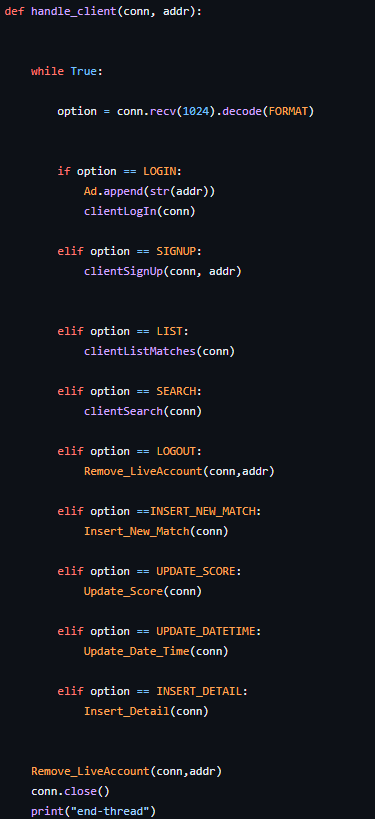 def handle_client(conn, addr):
while True:
option = conn.recv(1024).decode(FORMAT)
if option == LOGIN:
Ad.append(str(addr))
clientLogIn(conn)
elif option == SIGNUP:
clientSignUp(conn, addr)
elif option == LIST:
clientListMatches(conn)
elif option == SEARCH:
clientSearch(conn)
elif option == LOGOUT:
Remove_LiveAccount(conn,addr)
elif option ==INSERT_NEW_MATCH:
Insert_New_Match(conn)
elif option == UPDATE_SCORE:
Update_Score(conn)
elif option == UPDATE_DATETIME:
Update_Date_Time(conn)
elif option == INSERT_DETAIL:
Insert_Detail(conn)
Remove_LiveAccount(conn,addr)
conn.close()
print("end-thread")